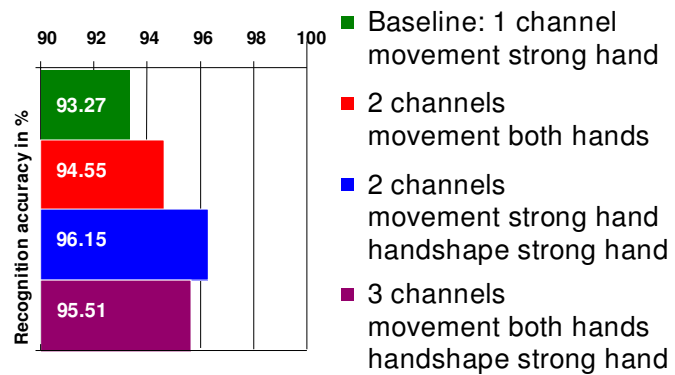 90 92 94 96 98 100
Recognition accuracy in %
93.27
94.55
96.15
95.51
Baseline: 1 channel
movement strong hand
2 channels
movement both hands
2 channels
movement strong hand
handshape strong hand
3 channels
movement both hands
handshape strong hand